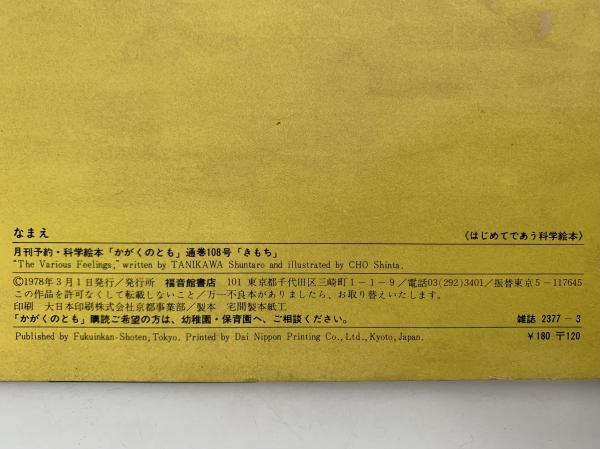 なまえ 〈はじめてであう科学絵本〉
月刊予約・科学絵本「かがくのとも」通巻108号「きもち」
"The Various Feelings," written by TANIKAWA Shuntaro and illustrated by CHO Shinta.
©1978年3月1日発行／発行所 福音館書店 101 東京都千代田区三崎町1－1－9／電話03(292)3401／振替東京5－117645
この作品を許可なくして転載しないこと／万一不良本がありましたら、お取り替えいたします。
印刷 大日本印刷株式会社京都事業部／製本 宅間製本紙工
「かがくのとも」購読ご希望の方は、幼稚園・保育園へ、ご相談ください。 雑誌 2377－3
Published by Fukuinkan-Shoten, Tokyo. Printed by Dai Nippon Printing Co., Ltd., Kyoto, Japan. ¥180 〒120